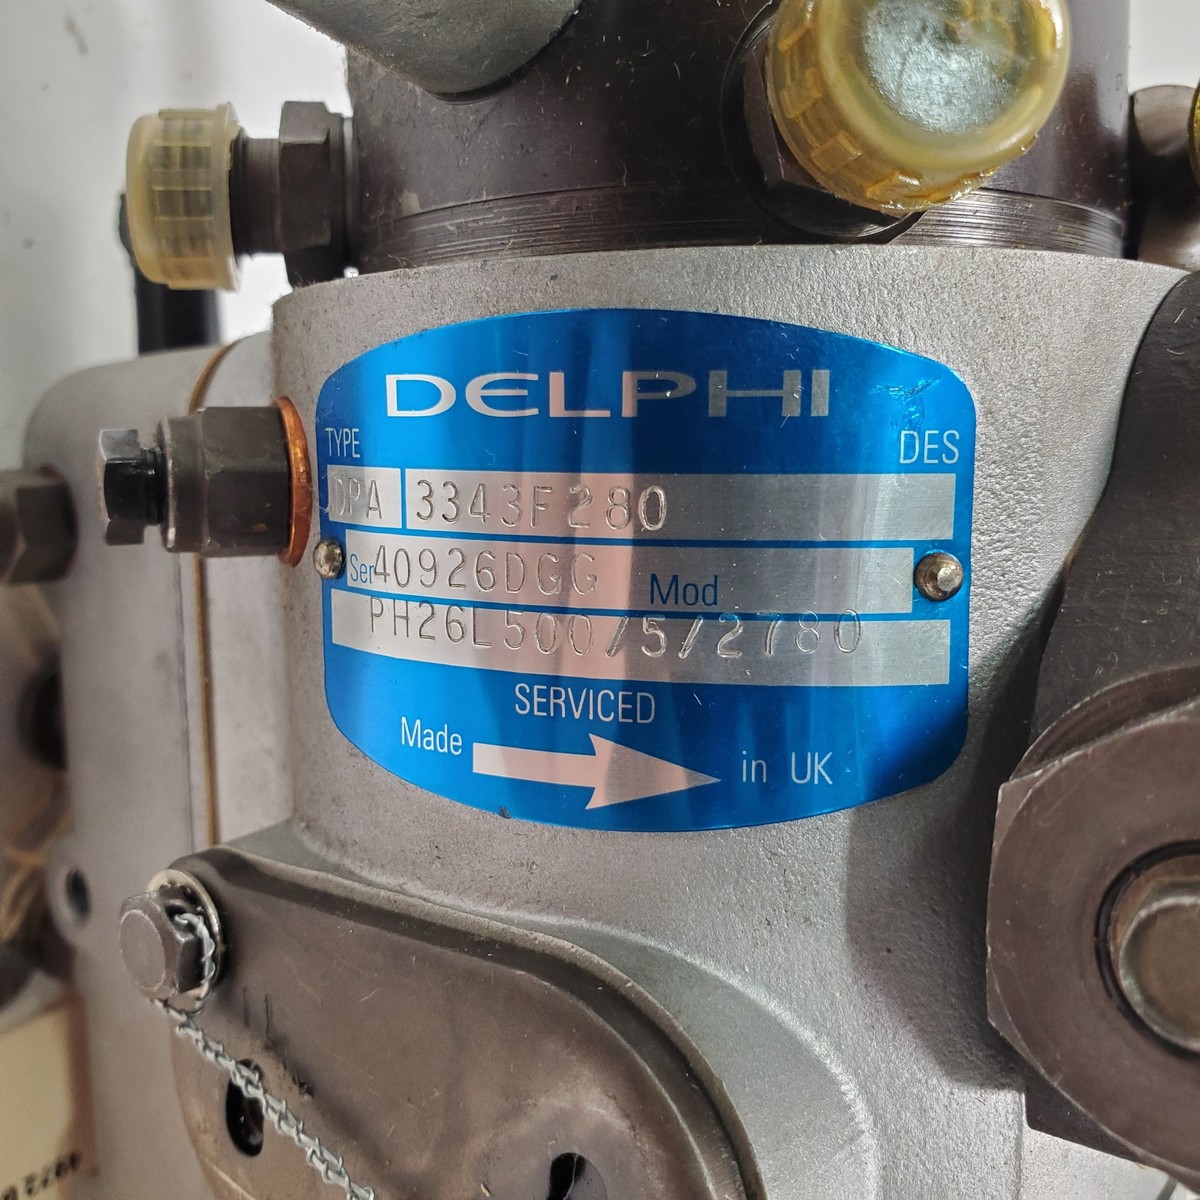 DELPHI
TYPE DES
DPA 3343F280
Ser 40926DGG Mod
PH26L500/5/2780
SERVICED
Made in UK